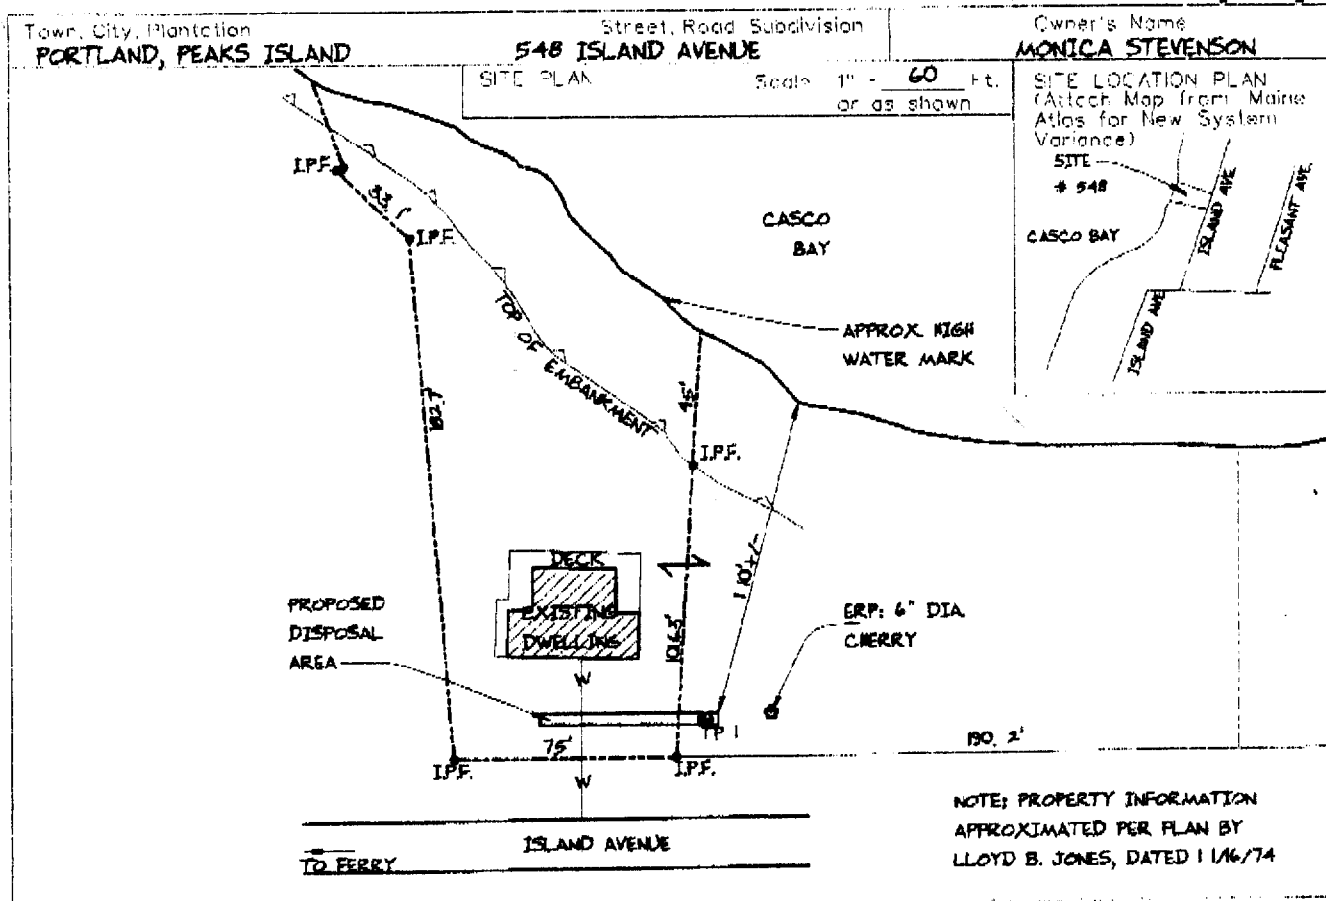 Town, City, Plantation
PORTLAND, PEAKS ISLAND
Street, Road Subdivision
548 ISLAND AVENUE
Owner's Name
MONICA STEVENSON
SITE PLAN
Scale 1" = 60 Ft.
or as shown
SITE LOCATION PLAN
(Attach Map from Maine
Atlas for New System
Variance)
SITE
# 548
CASCO BAY
ISLAND AVE.
PLEASANT AVE.
ISLAND AVE
I.P.F.
33.1'
I.P.F.
CASCO
BAY
TOP OF EMBANKMENT
APPROX. HIGH
WATER MARK
182.7'
45'
I.P.F.
110'+/-
DECK
EXISTING
DWELLING
106.5'
PROPOSED
DISPOSAL
AREA
ERP: 6" DIA.
CHERRY
W
TP 1
75'
190.2'
I.P.F.
I.P.F.
W
ISLAND AVENUE
TO FERRY
NOTE: PROPERTY INFORMATION
APPROXIMATED PER PLAN BY
LLOYD B. JONES, DATED 11/16/74